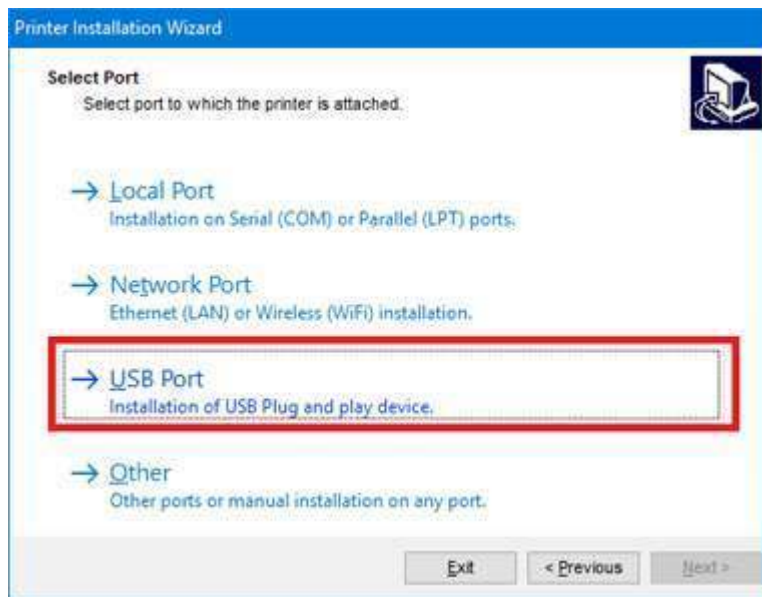 Printer Installation Wizard
Select Port
Select port to which the printer is attached.
→ Local Port
Installation on Serial (COM) or Parallel (LPT) ports.
→ Network Port
Ethernet (LAN) or Wireless (WiFi) installation.
→ USB Port
Installation of USB Plug and play device.
→ Other
Other ports or manual installation on any port.
Exit < Previous Next >